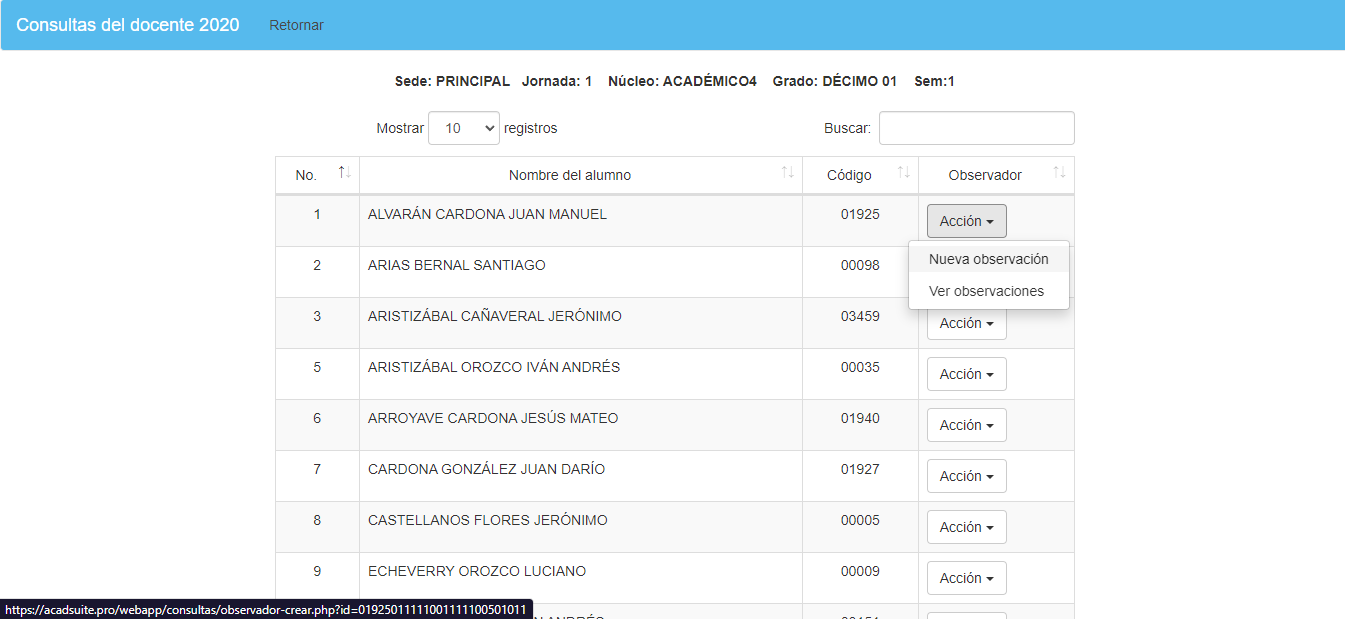 Consultas del docente 2020 Retornar
Sede: PRINCIPAL Jornada: 1 Núcleo: ACADÉMICO4 Grado: DÉCIMO 01 Sem:1
Mostrar 10 registros Buscar:
No. Nombre del alumno Código Observador
1 ALVARÁN CARDONA JUAN MANUEL 01925 Acción
Nueva observación
2 ARIAS BERNAL SANTIAGO 00098
Ver observaciones
3 ARISTIZÁBAL CAÑAVERAL JERÓNIMO 03459 Acción
5 ARISTIZÁBAL OROZCO IVÁN ANDRÉS 00035 Acción
6 ARROYAVE CARDONA JESÚS MATEO 01940 Acción
7 CARDONA GONZÁLEZ JUAN DARÍO 01927 Acción
8 CASTELLANOS FLORES JERÓNIMO 00005 Acción
9 ECHEVERRY OROZCO LUCIANO 00009 Acción
https://acadsuite.pro/webapp/consultas/observador-crear.php?id=01925011111001111100501011